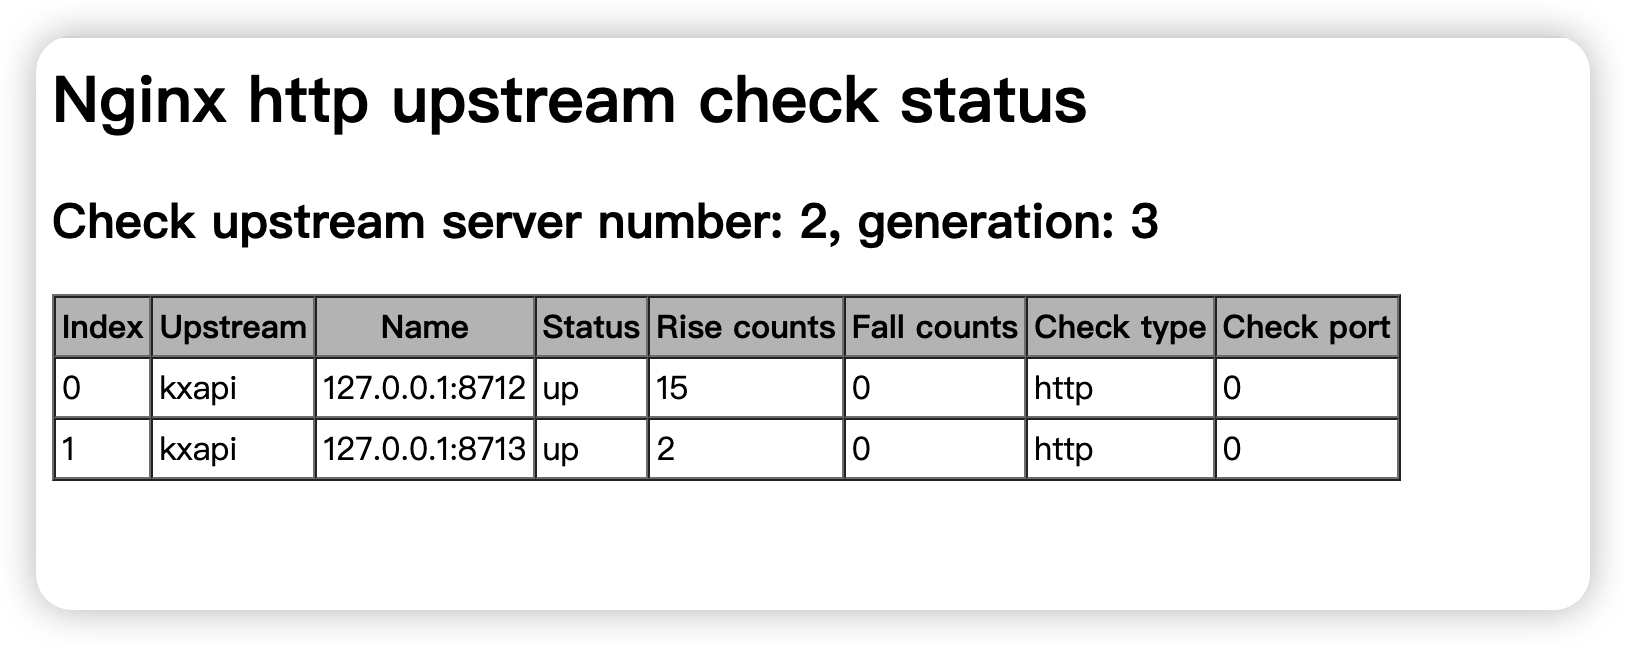 Nginx http upstream check status
Check upstream server number: 2, generation: 3
Index Upstream Name Status Rise counts Fall counts Check type Check port
0 kxapi 127.0.0.1:8712 up 15 0 http 0
1 kxapi 127.0.0.1:8713 up 2 0 http 0